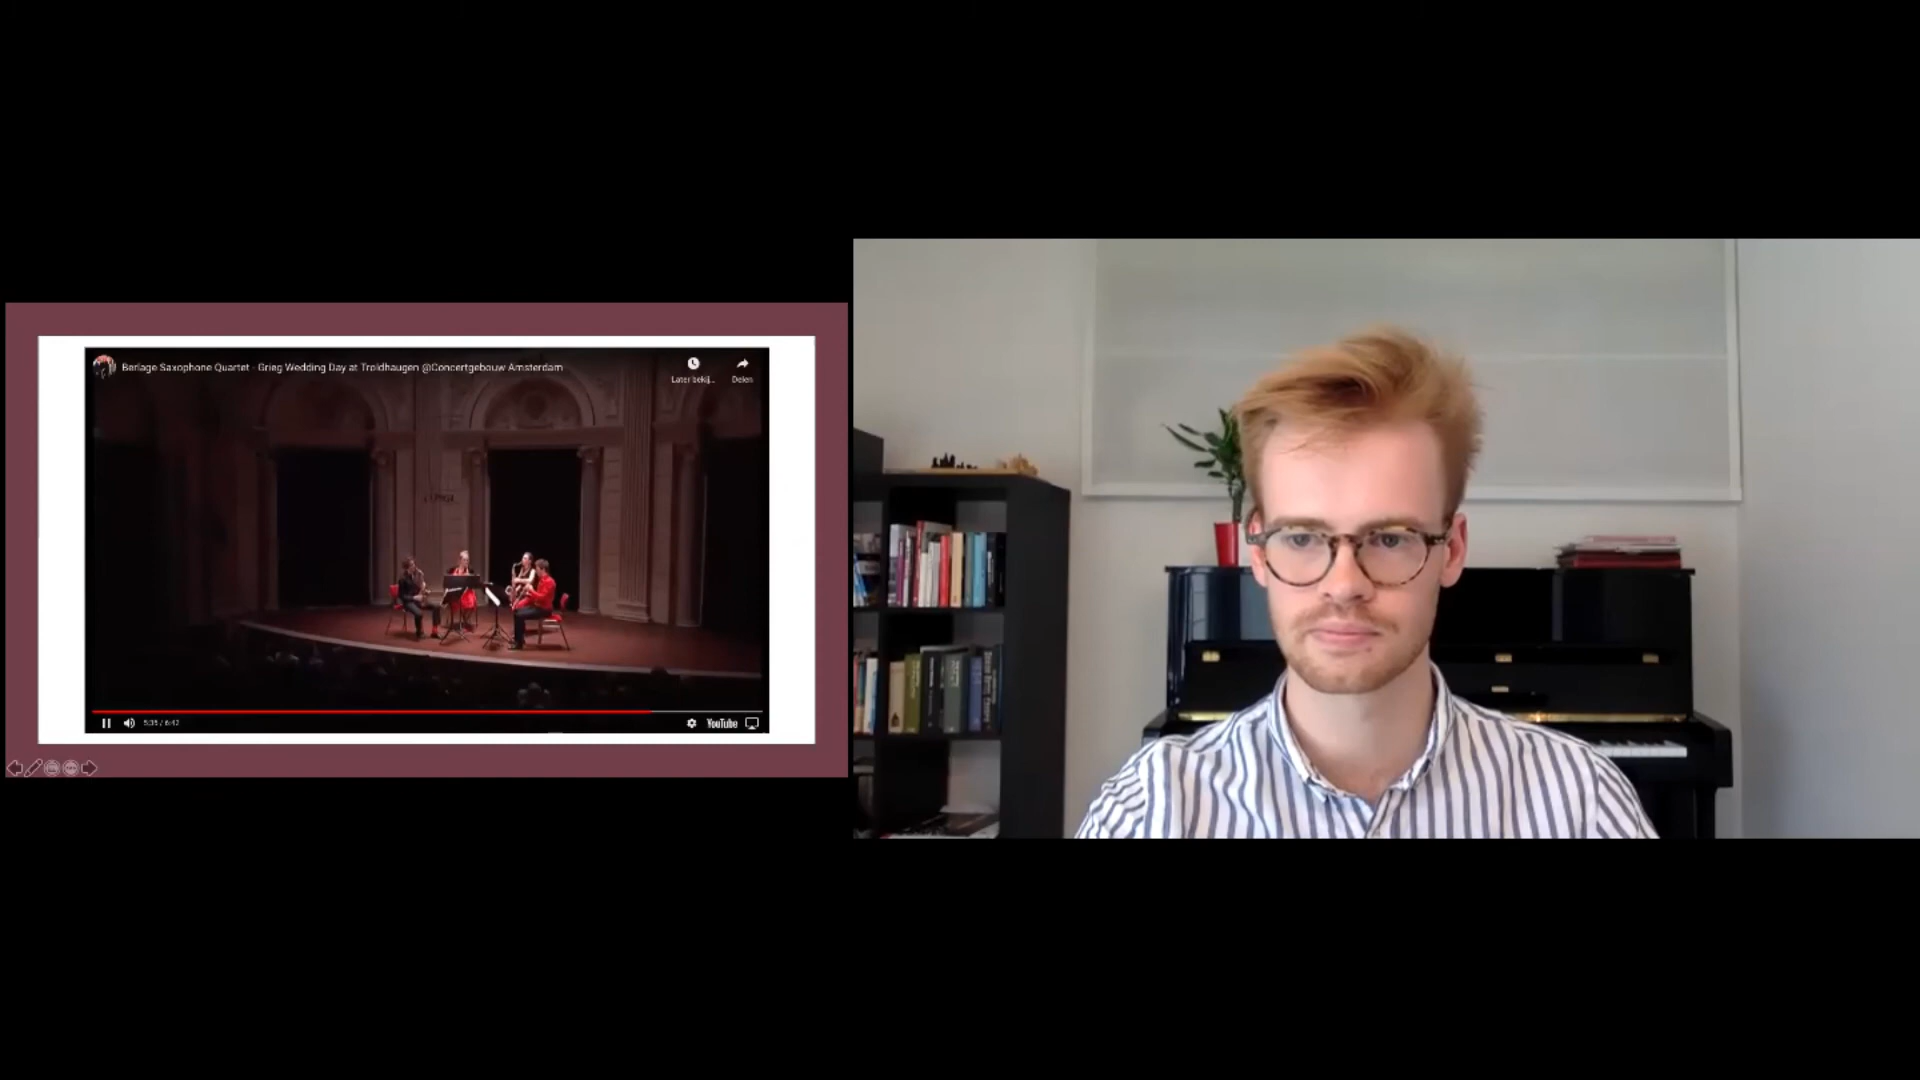 Berlage Saxophone Quartet - Grieg Wedding Day at Troldhaugen @Concertgebouw Amsterdam
Later bekij...
Delen
5:35 / 6:42
YouTube